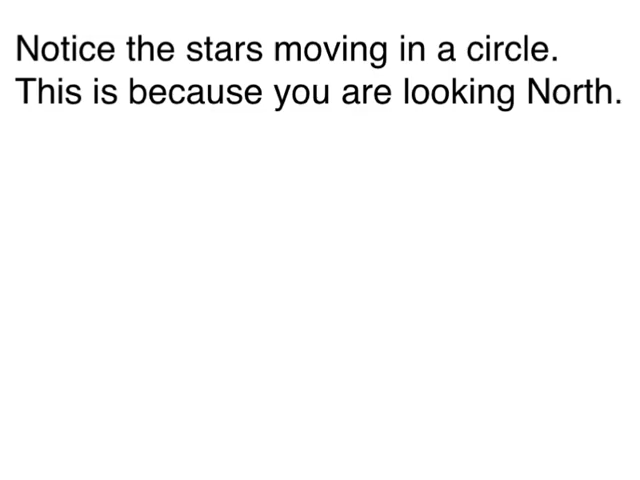 Notice the stars moving in a circle.
This is because you are looking North.